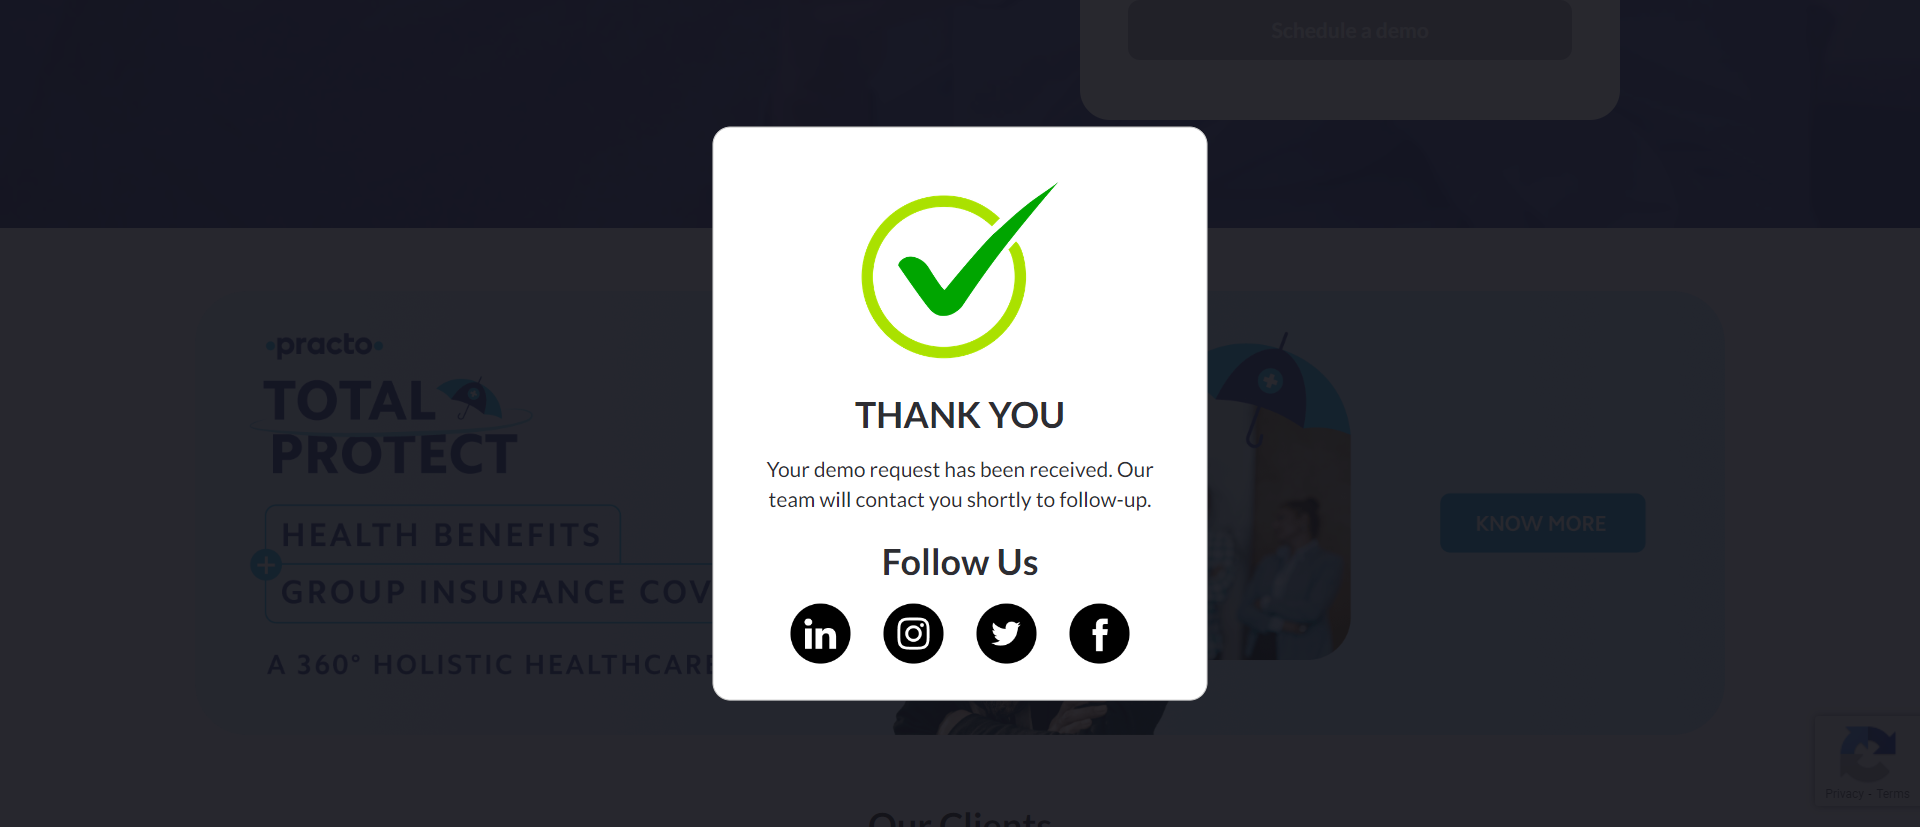 Schedule a demo
practo
TOTAL
PROTECT
HEALTH BENEFITS
GROUP INSURANCE COV
A 360° HOLISTIC HEALTHCARE
THANK YOU
Your demo request has been received. Our
team will contact you shortly to follow-up.
Follow Us
KNOW MORE
Privacy - Terms
Our Clients